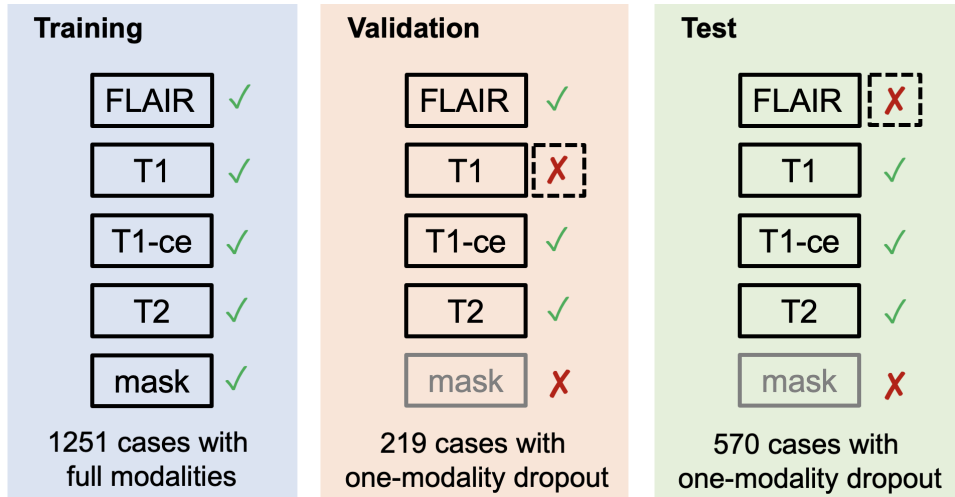 Training
FLAIR ✓
T1 ✓
T1-ce ✓
T2 ✓
mask ✓
1251 cases with
full modalities
Validation
FLAIR ✓
T1 ✗
T1-ce ✓
T2 ✓
mask ✗
219 cases with
one-modality dropout
Test
FLAIR ✗
T1 ✓
T1-ce ✓
T2 ✓
mask ✗
570 cases with
one-modality dropout